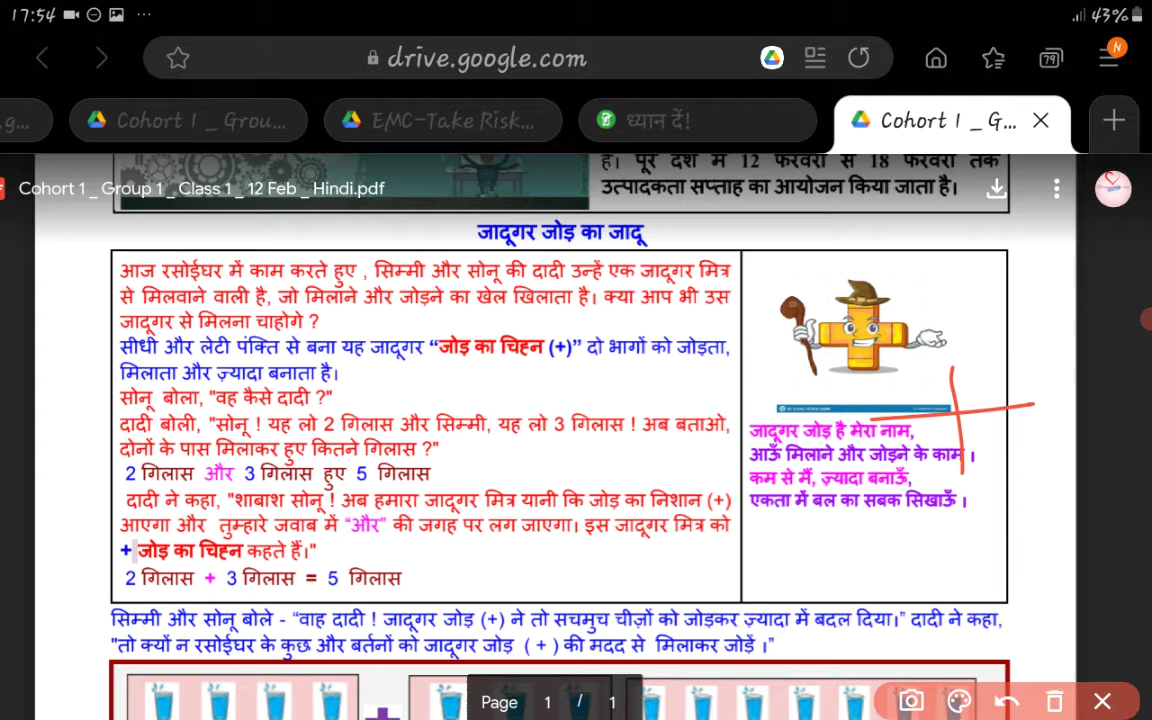 17:54
43%
drive.google.com
79
N
g...
Cohort 1 _ Grou...
EMC-Take Risk...
ध्यान दें!
Cohort 1 _ G...
है। पूरे देश में 12 फरवरी से 18 फरवरी तक
Cohort 1 _ Group 1 _Class 1 _ 12 Feb _ Hindi.pdf
उत्पादकता सप्ताह का आयोजन किया जाता है।
जादूगर जोड़ का जादू
आज रसोईघर में काम करते हुए , सिम्मी और सोनू की दादी उन्हें एक जादूगर मित्र
से मिलवाने वाली है, जो मिलाने और जोड़ने का खेल खिलाता है। क्या आप भी उस
जादूगर से मिलना चाहोगे ?
सीधी और लेटी पंक्ति से बना यह जादूगर “जोड़ का चिह्न (+)” दो भागों को जोड़ता,
मिलाता और ज़्यादा बनाता है।
सोनू बोला, "वह कैसे दादी ?"
दादी बोली, "सोनू ! यह लो 2 गिलास और सिम्मी, यह लो 3 गिलास ! अब बताओ,
दोनों के पास मिलाकर हुए कितने गिलास ?"
2 गिलास और 3 गिलास हुए 5 गिलास
दादी ने कहा, "शाबाश सोनू ! अब हमारा जादूगर मित्र यानी कि जोड़ का निशान (+)
आएगा और तुम्हारे जवाब में “और” की जगह पर लग जाएगा। इस जादूगर मित्र को
+ जोड़ का चिह्न कहते हैं।"
2 गिलास + 3 गिलास = 5 गिलास
जादूगर जोड़ है मेरा नाम,
आऊँ मिलाने और जोड़ने के काम ।
कम से मैं, ज़्यादा बनाऊँ,
एकता में बल का सबक सिखाऊँ ।
सिम्मी और सोनू बोले - “वाह दादी ! जादूगर जोड़ (+) ने तो सचमुच चीज़ों को जोड़कर ज़्यादा में बदल दिया।” दादी ने कहा,
"तो क्यों न रसोईघर के कुछ और बर्तनों को जादूगर जोड़ ( + ) की मदद से मिलाकर जोड़ें ।”
+
Page 1 / 1